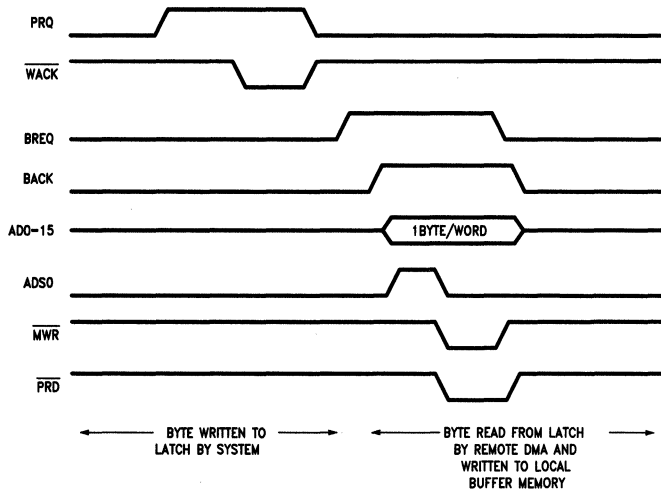 PRQ
WACK
BREQ
BACK
AD0-15
1BYTE/WORD
ADS0
MWR
PRD
BYTE WRITTEN TO
LATCH BY SYSTEM
BYTE READ FROM LATCH
BY REMOTE DMA AND
WRITTEN TO LOCAL
BUFFER MEMORY